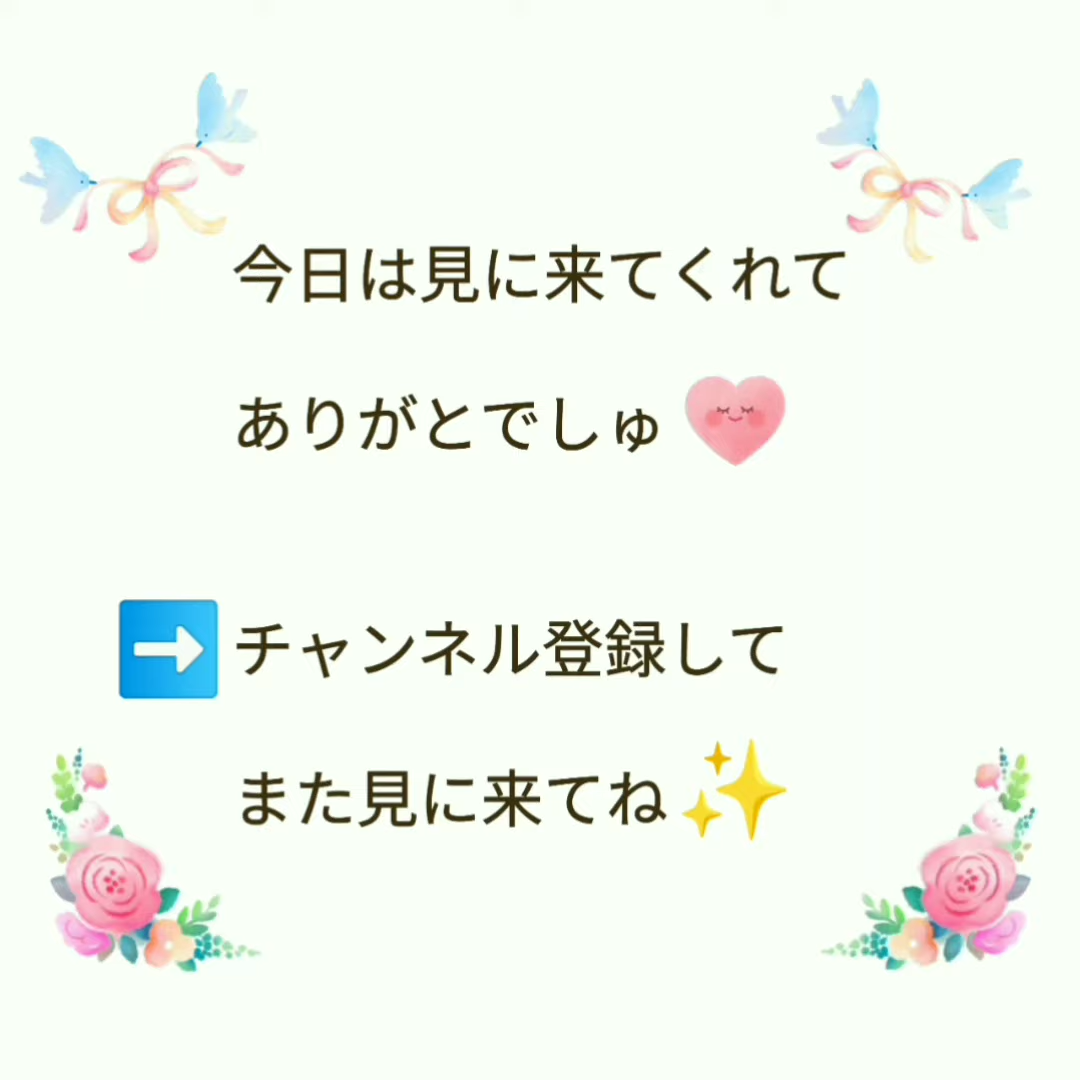 今日は見に来てくれて
ありがとでしゅ
➡チャンネル登録して
また見に来てね✨